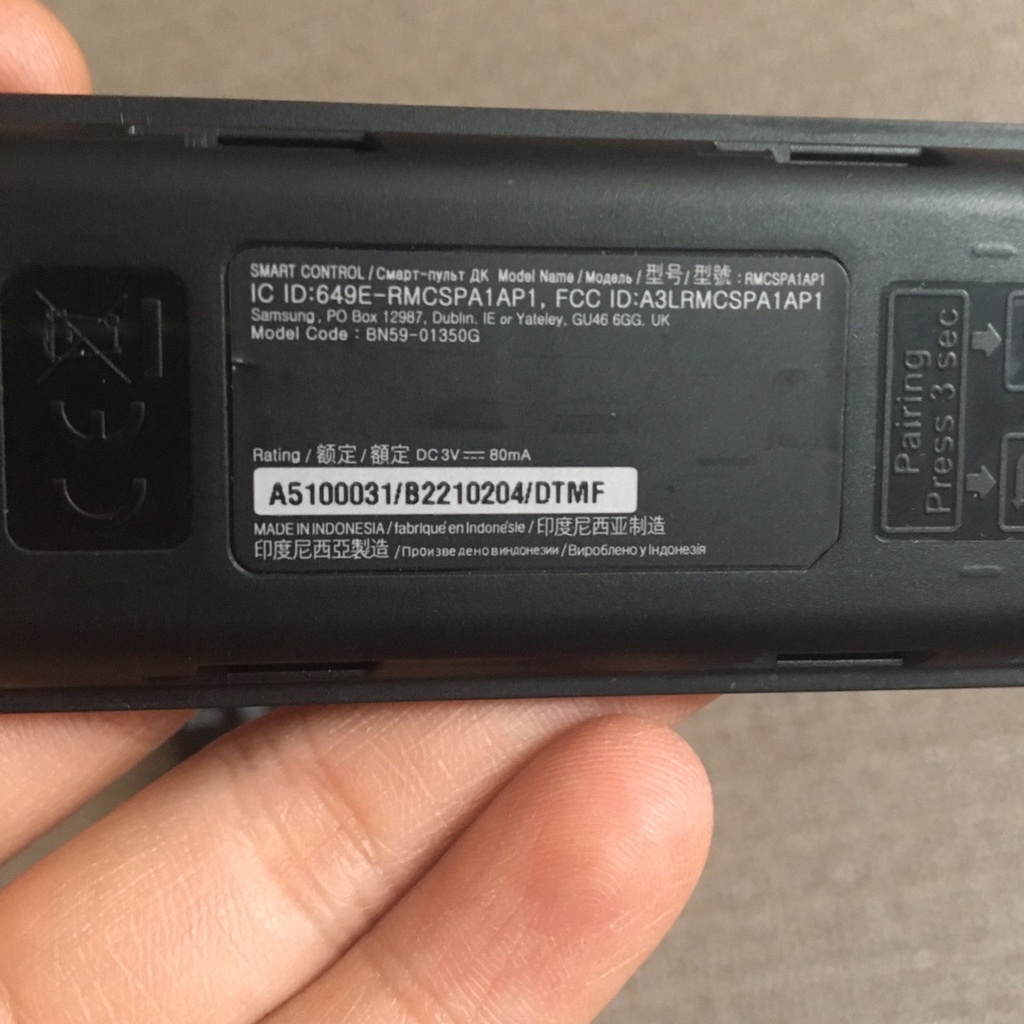 SMART CONTROL / Смарт-пульт ДК Model Name / Модель / 型号 / 型號 : RMCSPA1AP1
IC ID:649E-RMCSPA1AP1, FCC ID:A3LRMCSPA1AP1
Samsung, PO Box 12987, Dublin. IE or Yateley, GU46 6GG, UK
Model Code : BN59-01350G
Rating / 额定 / 額定 DC 3V ⎓ 80mA
A5100031/B2210204/DTMF
MADE IN INDONESIA / fabriqué en Indonésie / 印度尼西亚制造
印度尼西亞製造 / Произведено в индонезии / Вироблено у Індонезія
CE
Pairing
Press 3 sec